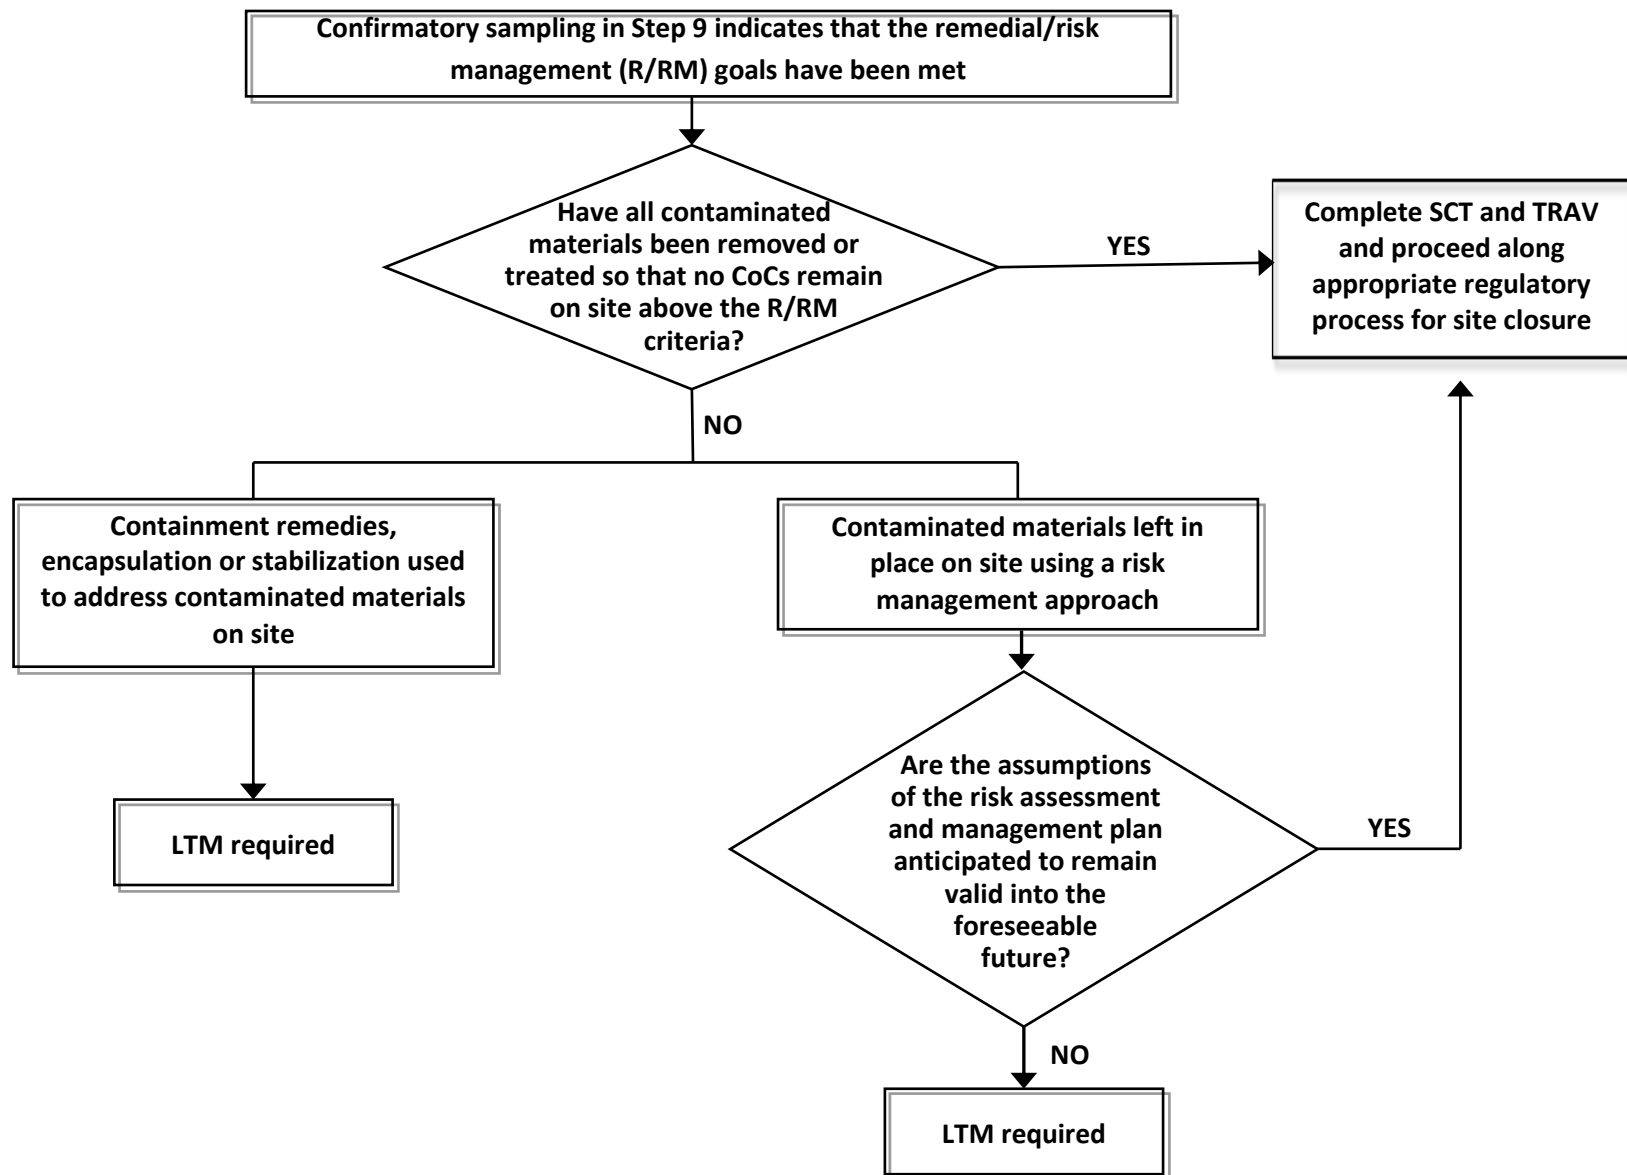 Confirmatory sampling in Step 9 indicates that the remedial/risk
management (R/RM) goals have been met
Have all contaminated
materials been removed or
treated so that no CoCs remain
on site above the R/RM
criteria?
YES
Complete SCT and TRAV
and proceed along
appropriate regulatory
process for site closure
NO
Containment remedies,
encapsulation or stabilization used
to address contaminated materials
on site
Contaminated materials left in
place on site using a risk
management approach
LTM required
Are the assumptions
of the risk assessment
and management plan
anticipated to remain
valid into the
foreseeable
future?
YES
NO
LTM required